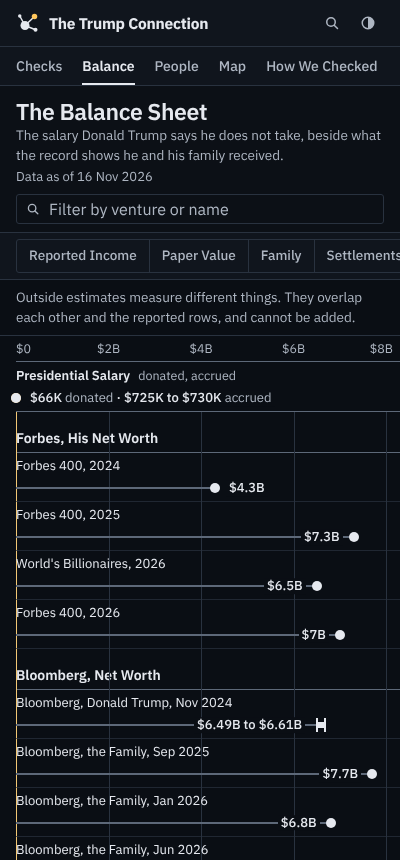 The Trump Connection
Checks Balance People Map How We Checked
The Balance Sheet
The salary Donald Trump says he does not take, beside what
the record shows he and his family received.
Data as of 16 Nov 2026
Filter by venture or name
Reported Income Paper Value Family Settlements
Outside estimates measure different things. They overlap
each other and the reported rows, and cannot be added.
$0 $2B $4B $6B $8B
Presidential Salary donated, accrued
$66K donated · $725K to $730K accrued
Forbes, His Net Worth
Forbes 400, 2024
$4.3B
Forbes 400, 2025
$7.3B
World's Billionaires, 2026
$6.5B
Forbes 400, 2026
$7B
Bloomberg, Net Worth
Bloomberg, Donald Trump, Nov 2024
$6.49B to $6.61B
Bloomberg, the Family, Sep 2025
$7.7B
Bloomberg, the Family, Jan 2026
$6.8B
Bloomberg, the Family, Jun 2026